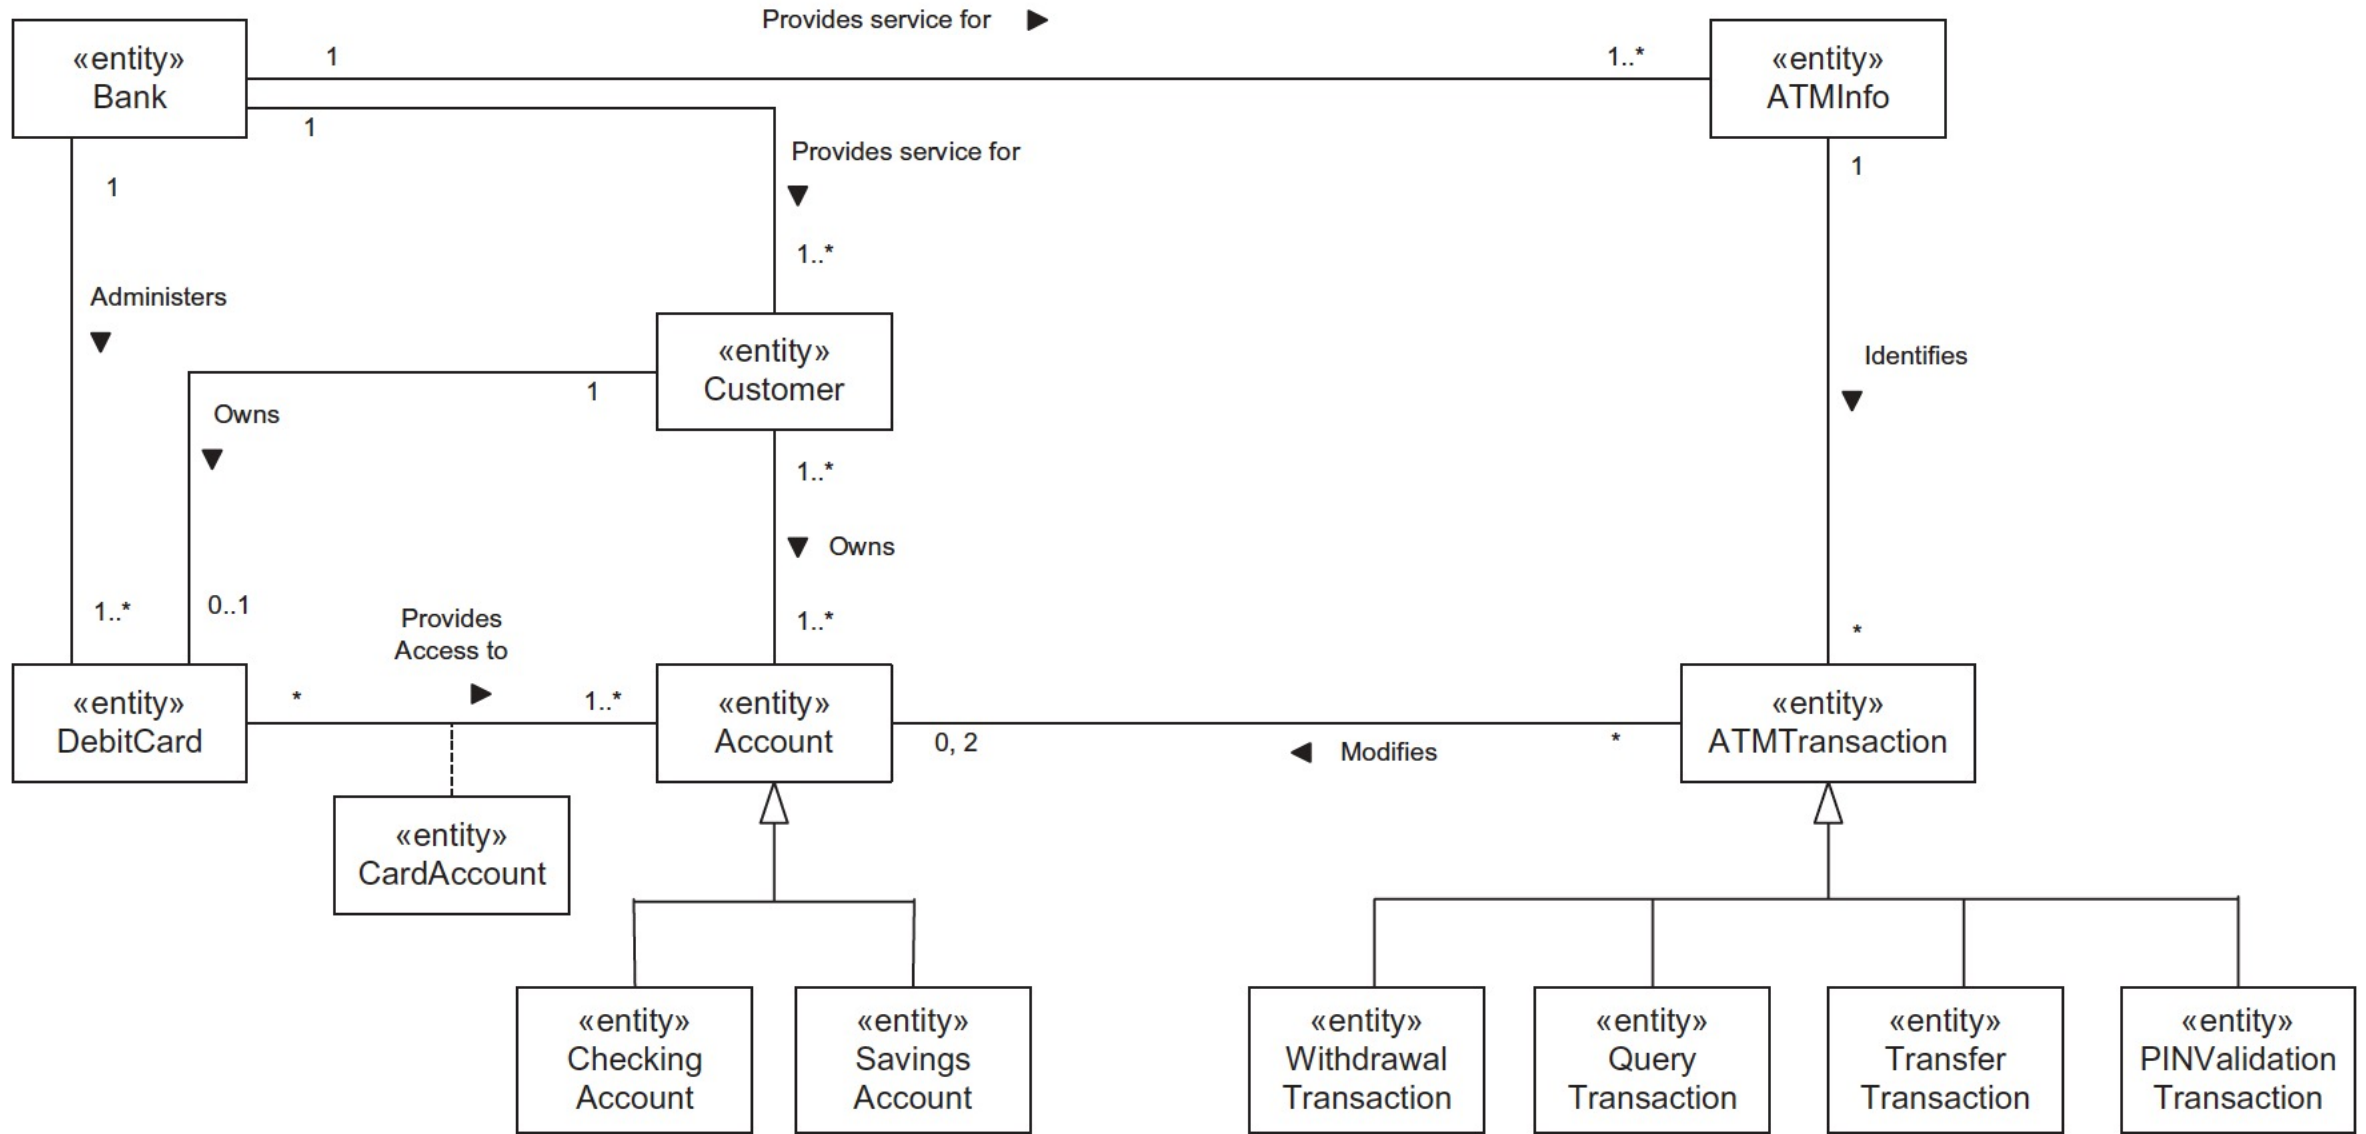 Provides service for
«entity»
Bank
1
1..*
«entity»
ATMInfo
1
1
Provides service for
1
1..*
Administers
«entity»
Customer
1
Identifies
Owns
1..*
Owns
1..*
0..1
Provides
Access to
1..*
*
«entity»
DebitCard
*
1..*
«entity»
Account
0, 2
Modifies
*
«entity»
ATMTransaction
«entity»
CardAccount
«entity»
Checking
Account
«entity»
Savings
Account
«entity»
Withdrawal
Transaction
«entity»
Query
Transaction
«entity»
Transfer
Transaction
«entity»
PINValidation
Transaction